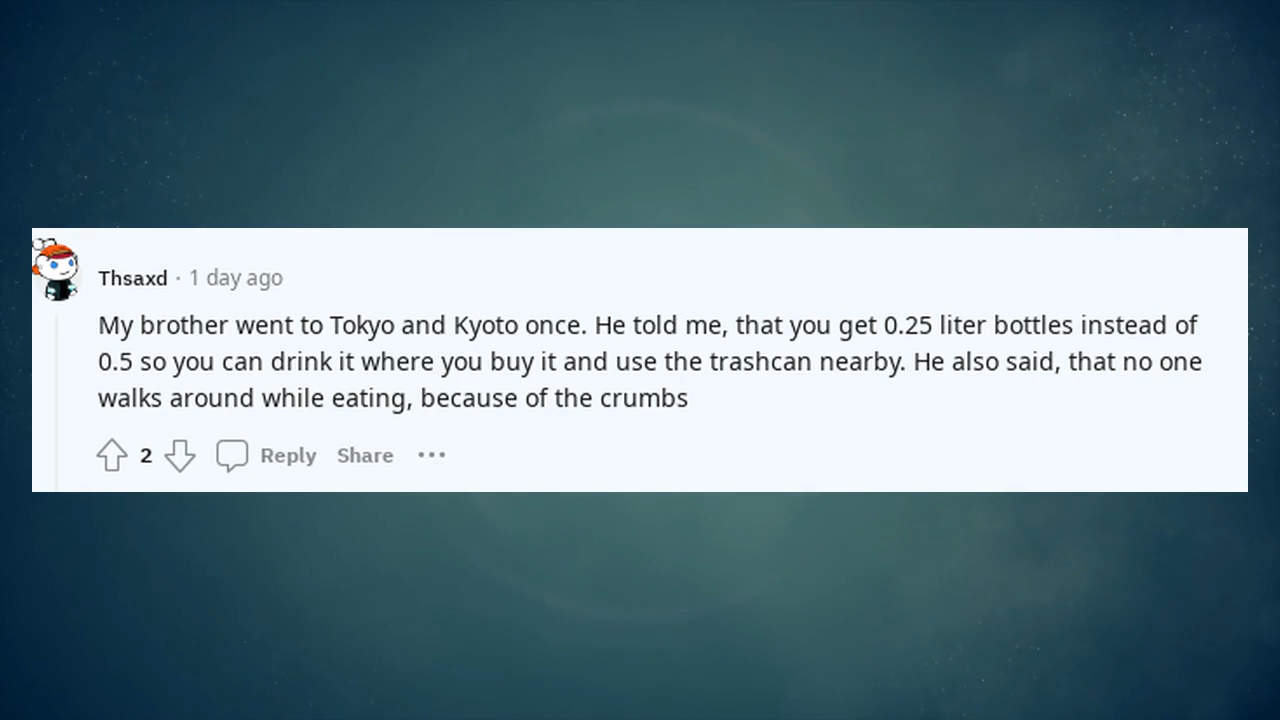 Thsaxd · 1 day ago
My brother went to Tokyo and Kyoto once. He told me, that you get 0.25 liter bottles instead of
0.5 so you can drink it where you buy it and use the trashcan nearby. He also said, that no one
walks around while eating, because of the crumbs
2 Reply Share